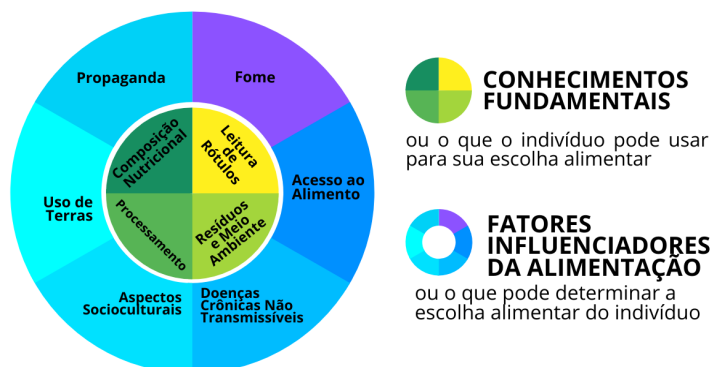 Propaganda
Fome
Acesso ao
Alimento
Doenças
Crônicas Não
Transmissíveis
Aspectos
Socioculturais
Uso de
Terras
Composição
Nutricional
Leitura
de
Rótulos
Processamento
Resíduos
e Meio
Ambiente
CONHECIMENTOS
FUNDAMENTAIS
ou o que o indivíduo pode usar
para sua escolha alimentar
FATORES
INFLUENCIADORES
DA ALIMENTAÇÃO
ou o que pode determinar a
escolha alimentar do indivíduo